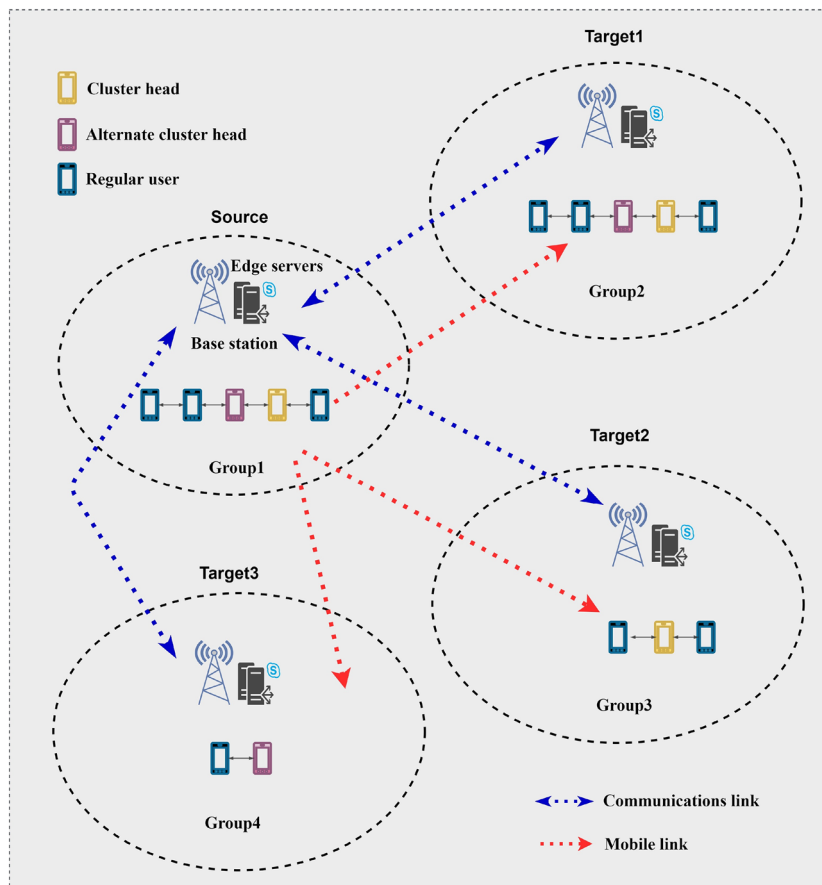 Target1
Cluster head
Alternate cluster head
Regular user
S
Source
Edge servers
S
Base station
Group2
Group1
Target2
S
Target3
S
Group3
Group4
Communications link
Mobile link